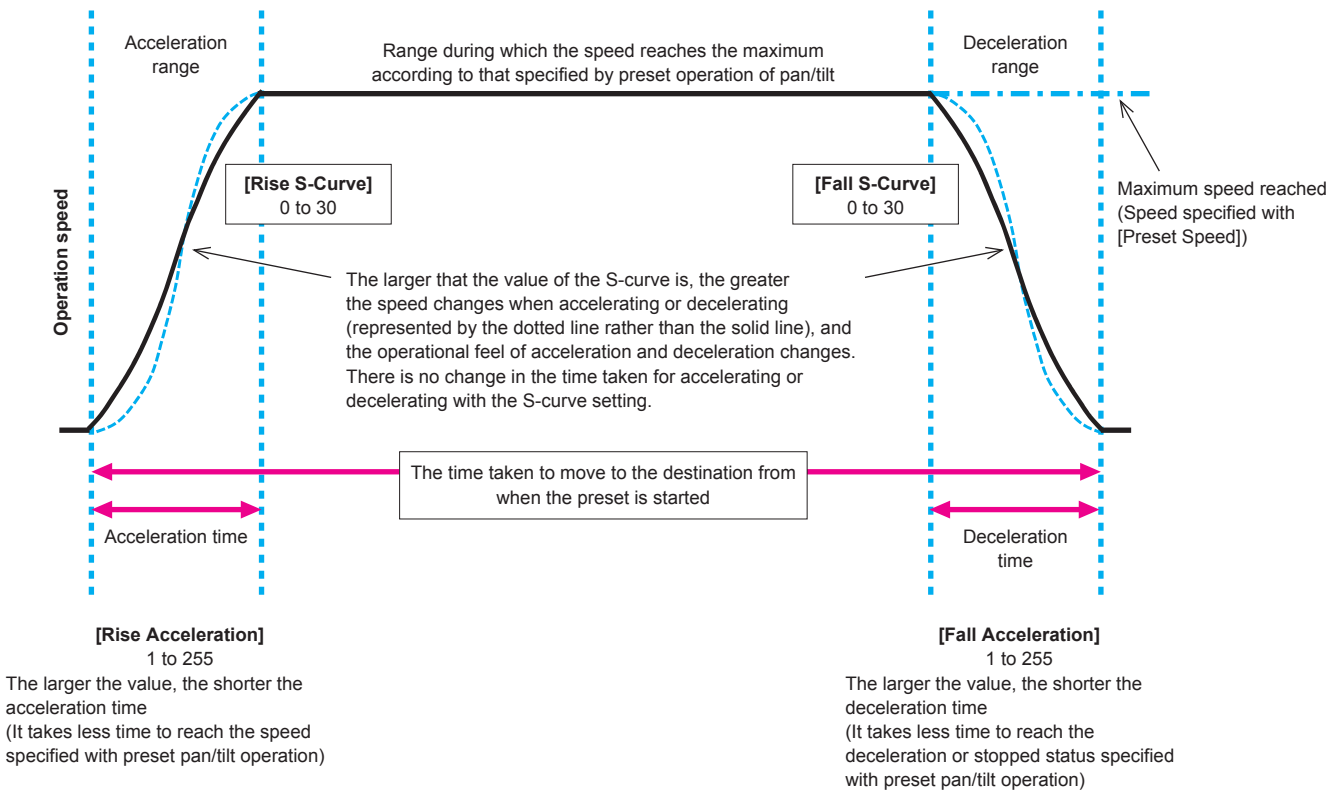 Acceleration
range
Range during which the speed reaches the maximum
according to that specified by preset operation of pan/tilt
Deceleration
range
[Rise S-Curve]
0 to 30
[Fall S-Curve]
0 to 30
Maximum speed reached
(Speed specified with
[Preset Speed])
Operation speed
The larger that the value of the S-curve is, the greater
the speed changes when accelerating or decelerating
(represented by the dotted line rather than the solid line), and
the operational feel of acceleration and deceleration changes.
There is no change in the time taken for accelerating or
decelerating with the S-curve setting.
The time taken to move to the destination from
when the preset is started
Acceleration time
Deceleration
time
[Rise Acceleration]
1 to 255
The larger the value, the shorter the
acceleration time
(It takes less time to reach the speed
specified with preset pan/tilt operation)
[Fall Acceleration]
1 to 255
The larger the value, the shorter the
deceleration time
(It takes less time to reach the
deceleration or stopped status specified
with preset pan/tilt operation)